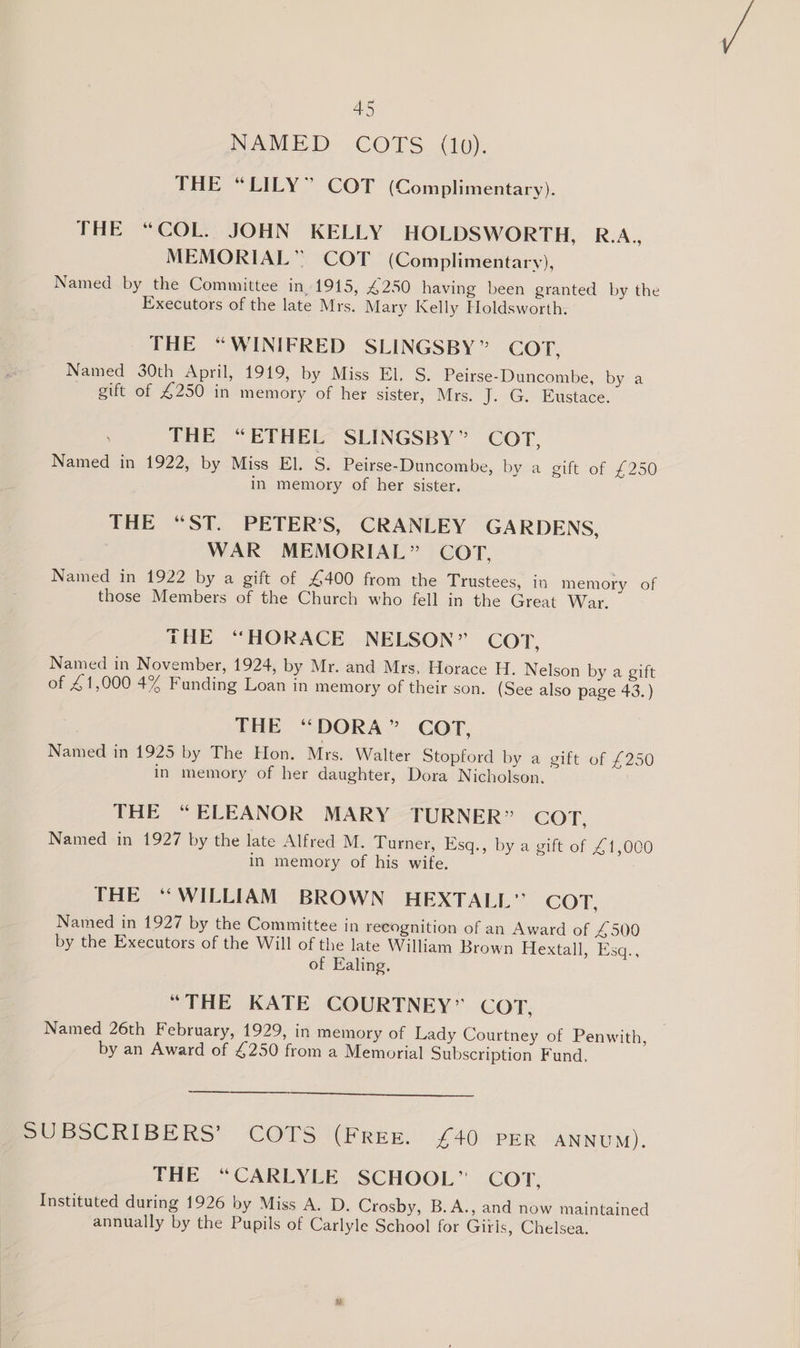 45
NAMED COTS (10).
THE “LILY” COT (Complimentary).
THE “COL. JOHN KELLY HOLDSWORTH, R.A.,
MEMORIAL” COT (Complimentary),
Named by the Committee in 1915, £250 having been granted by the
Executors of the late Mrs. Mary Kelly Holdsworth.
THE “WINIFRED SLINGSBY” COT,
Named 30th April, 1919, by Miss El. S. Peirse-Duncombe, by a
gift of £250 in memory of her sister, Mrs. J. G. Eustace.
THE “ETHEL SLINGSBY” COT,
Named in 1922, by Miss El. S. Peirse-Duncombe, by a gift of £250
in memory of her sister.
THE “ST. PETER’S, CRANLEY GARDENS,
WAR MEMORIAL” COT,
Named in 1922 by a gift of £400 from the Trustees, in memory of
those Members of the Church who fell in the Great War.
THE “HORACE NELSON” COT,
Named in November, 1924, by Mr. and Mrs. Horace H. Nelson by a gift
of £1,000 4% Funding Loan in memory of their son. (See also page 43.)
THE “DORA” COT,
Named in 1925 by The Hon. Mrs. Walter Stopford by a gift of £250
in memory of her daughter, Dora Nicholson.
THE “ELEANOR MARY TURNER” COT,
Named in 1927 by the late Alfred M. Turner, Esq., by a gift of £1,000
in memory of his wife.
THE “WILLIAM BROWN HEXTALL” COT,
Named in 1927 by the Committee in recognition of an Award of £500
by the Executors of the Will of the late William Brown Hextall, Esq.,
of Ealing.
“THE KATE COURTNEY” COT,
Named 26th February, 1929, in memory of Lady Courtney of Penwith,
by an Award of £250 from a Memorial Subscription Fund.
SUBSCRIBERS’ COTS (FREE. £40 PER ANNUM).
THE “CARLYLE SCHOOL” COT,
Instituted during 1926 by Miss A. D. Crosby, B.A., and now maintained
annually by the Pupils of Carlyle School for Girls, Chelsea.